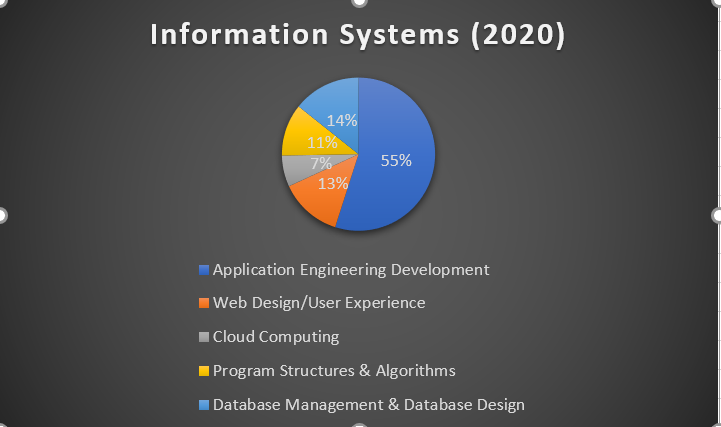 Information Systems (2020)
14%
11%
7%
13%
55%
Application Engineering Development
Web Design/User Experience
Cloud Computing
Program Structures & Algorithms
Database Management & Database Design